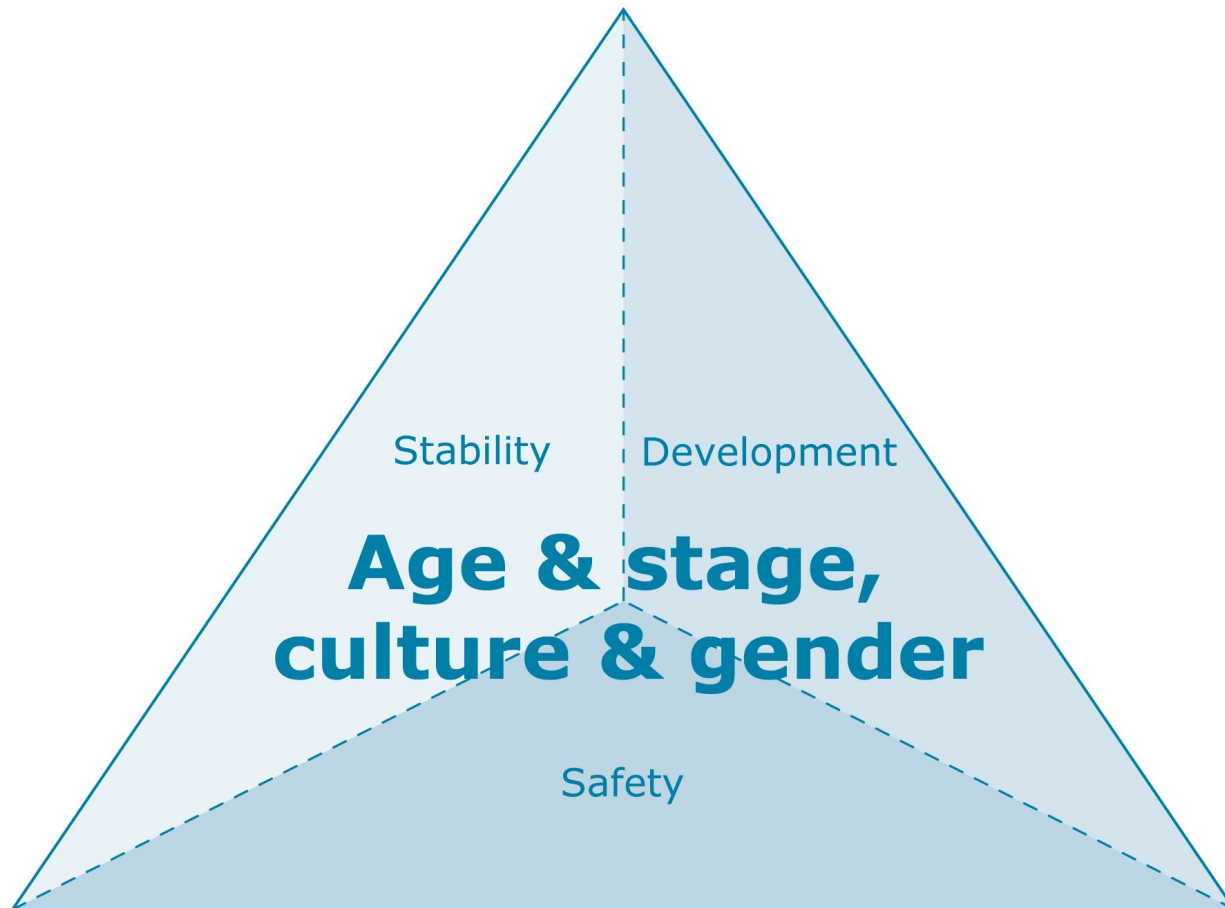 Stability
Development
Age & stage,
culture & gender
Safety